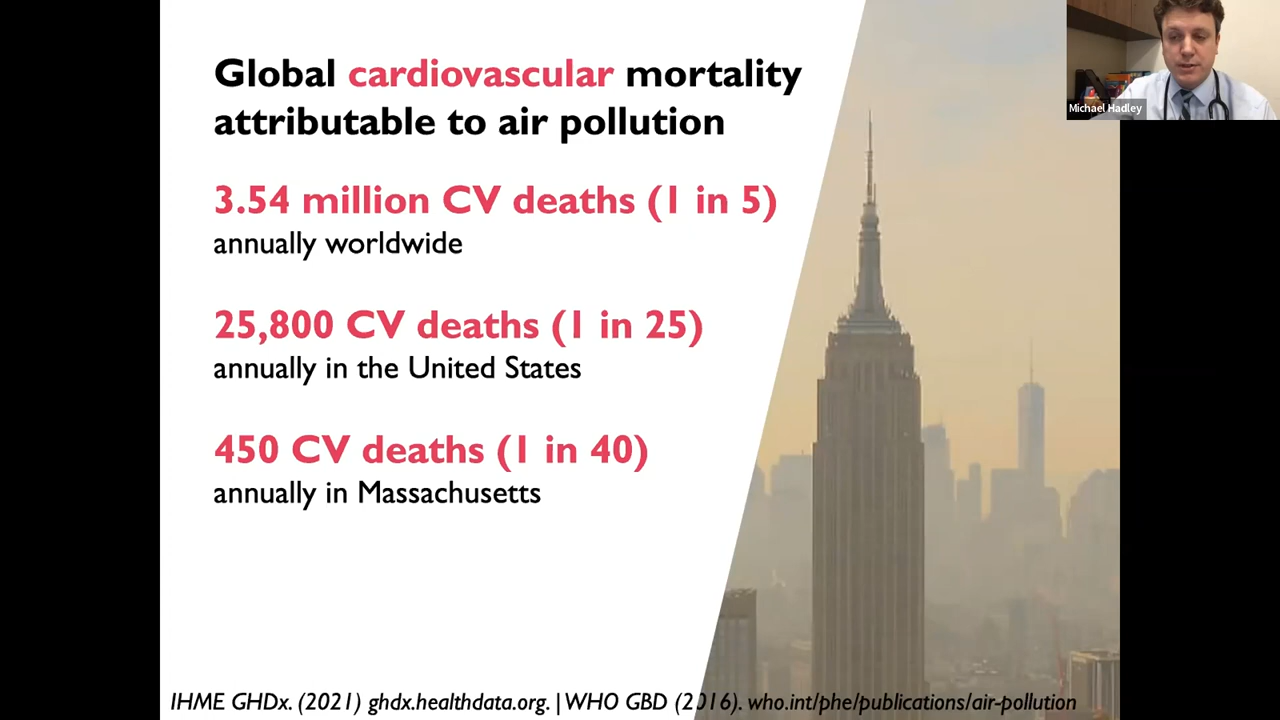 Global cardiovascular mortality
attributable to air pollution
3.54 million CV deaths (1 in 5)
annually worldwide
25,800 CV deaths (1 in 25)
annually in the United States
450 CV deaths (1 in 40)
annually in Massachusetts
IHME GHDx. (2021) ghdx.healthdata.org. | WHO GBD (2016). who.int/phe/publications/air-pollution
Michael Hadley